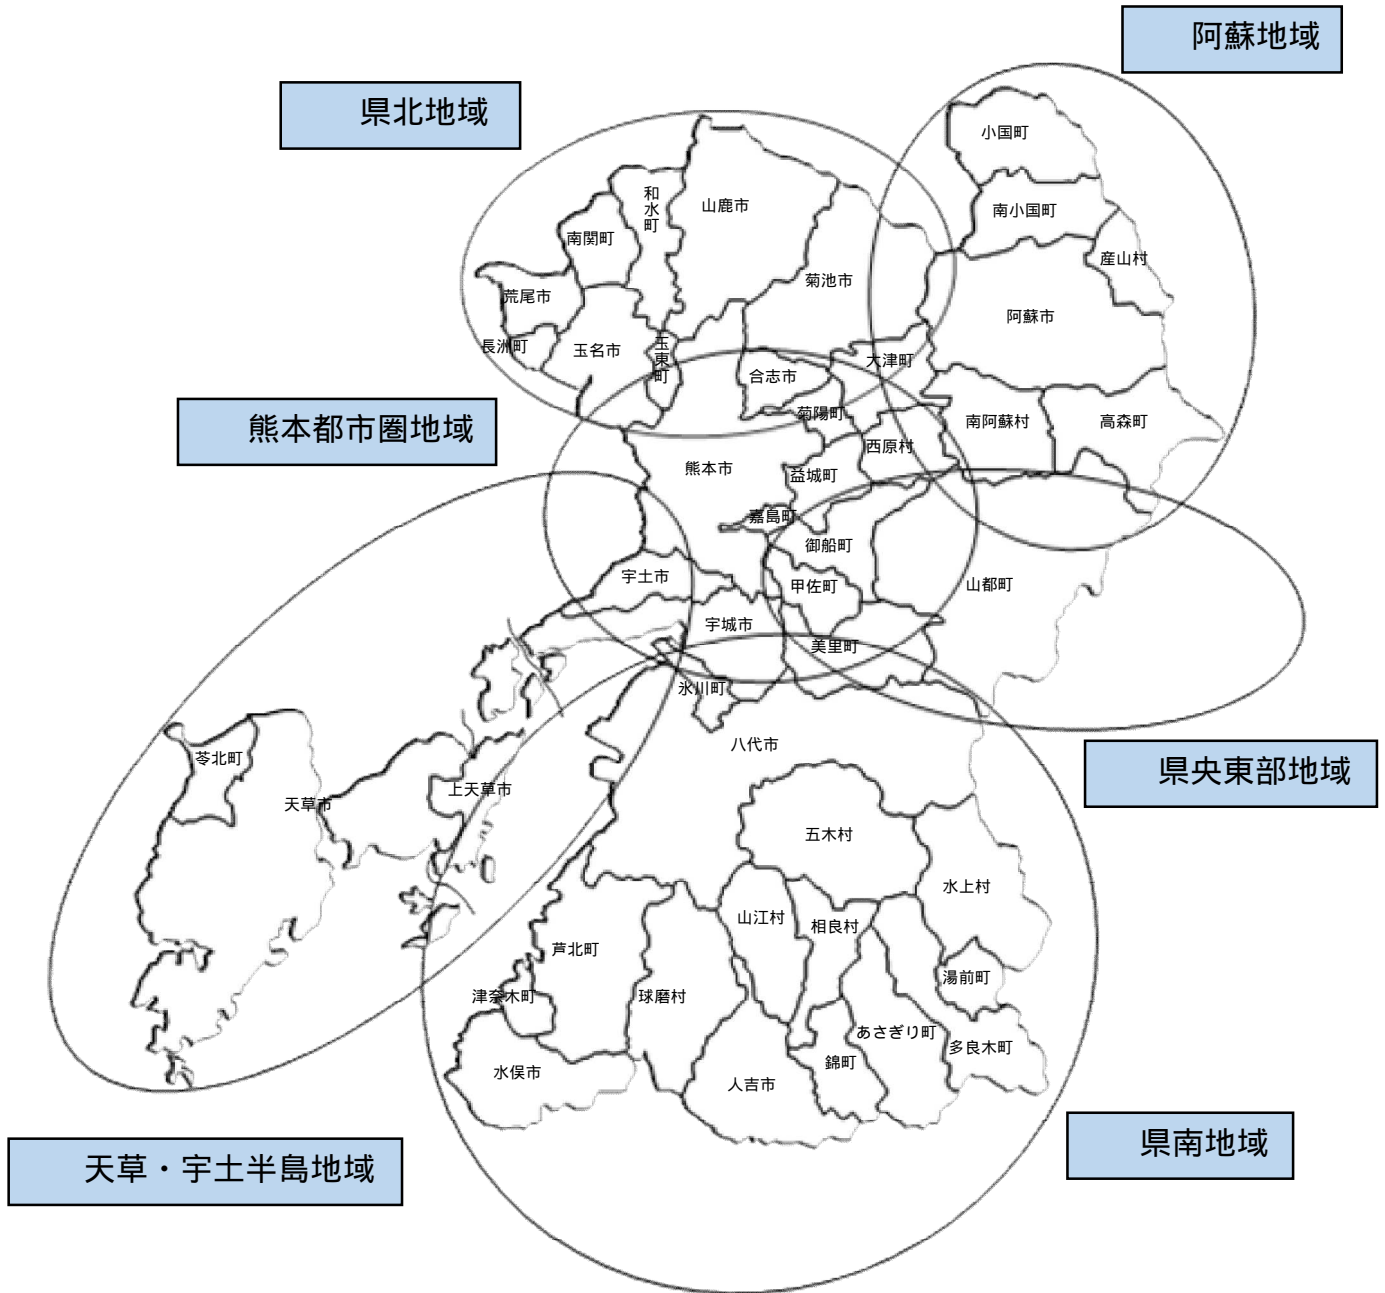 阿蘇地域
県北地域
小国町
和水町
山鹿市
南小国町
南関町
産山村
菊池市
荒尾市
阿蘇市
長洲町
玉名市
玉東町
大津町
合志市
菊陽町
南阿蘇村
高森町
熊本都市圏地域
西原村
熊本市
益城町
嘉島町
御船町
宇土市
甲佐町
山都町
宇城市
美里町
氷川町
八代市
苓北町
県央東部地域
上天草市
天草市
五木村
水上村
山江村
相良村
芦北町
湯前町
津奈木町
球磨村
あさぎり町
多良木町
錦町
水俣市
人吉市
県南地域
天草・宇土半島地域